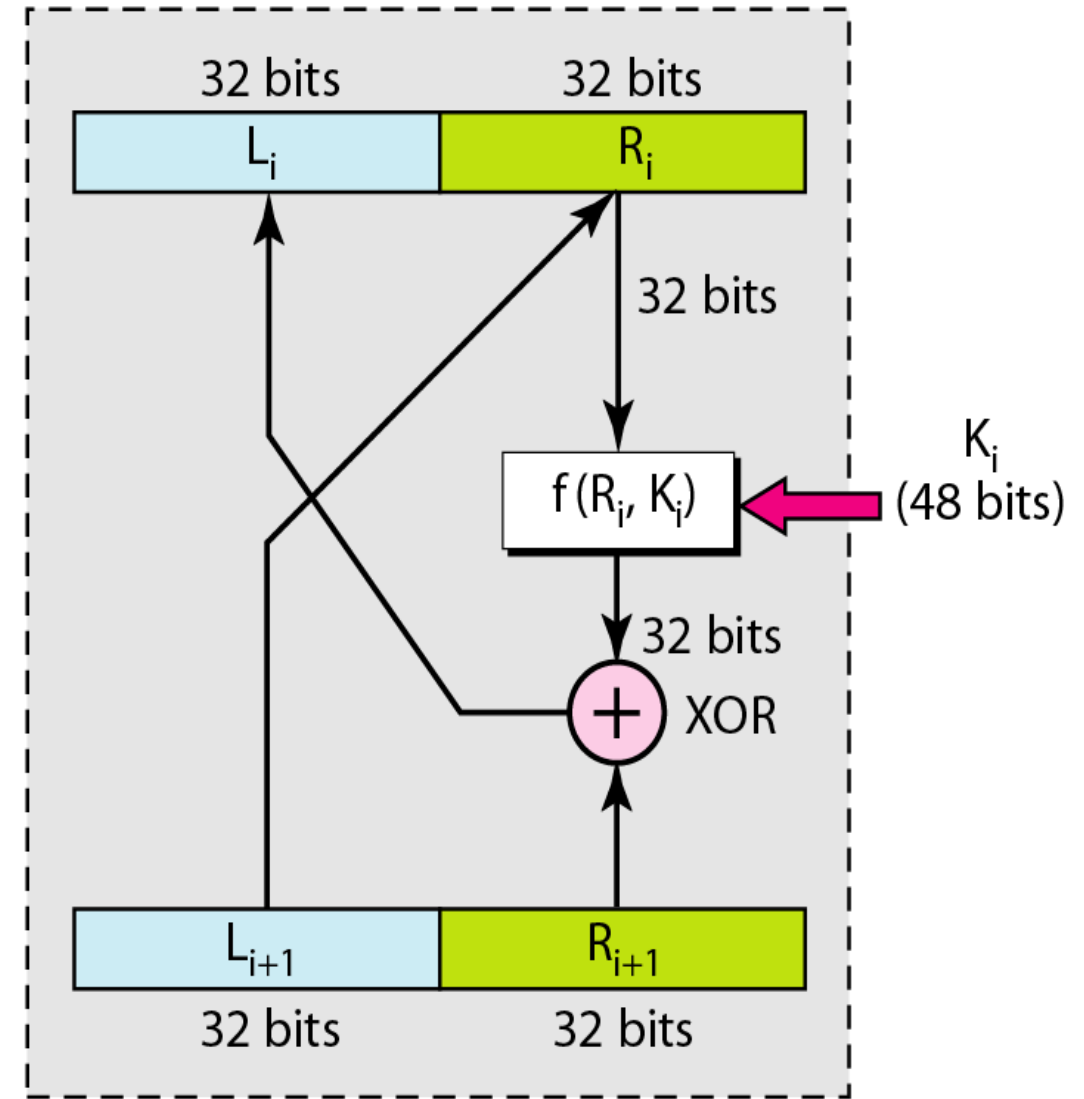 32 bits 32 bits
Lᵢ Rᵢ
32 bits
Kᵢ
f (Rᵢ, Kᵢ) (48 bits)
32 bits
+ XOR
Lᵢ₊₁ Rᵢ₊₁
32 bits 32 bits